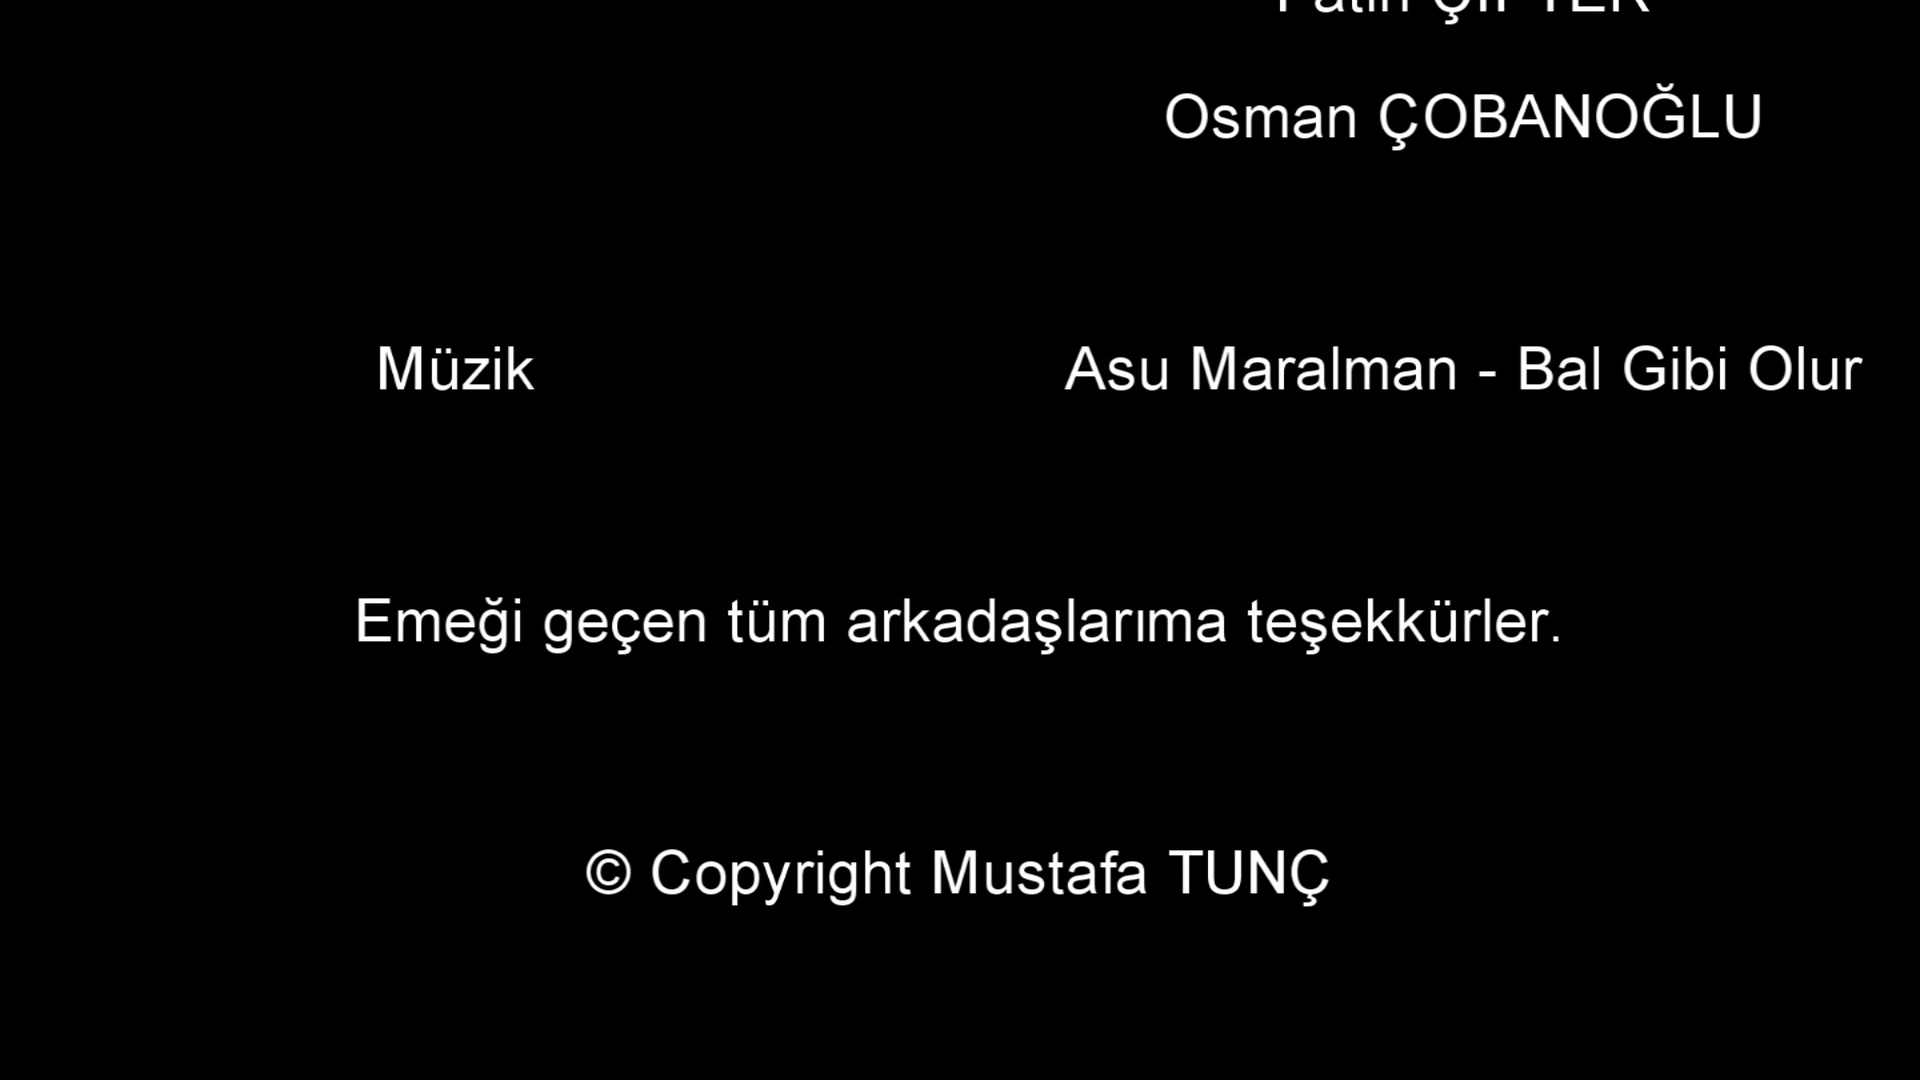 Osman ÇOBANOĞLU
Müzik Asu Maralman - Bal Gibi Olur
Emeği geçen tüm arkadaşlarıma teşekkürler.
© Copyright Mustafa TUNÇ